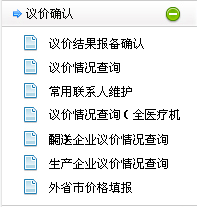 议价确认
议价结果报备确认
议价情况查询
常用联系人维护
议价情况查询（全医疗机
配送企业议价情况查询
生产企业议价情况查询
外省市价格填报